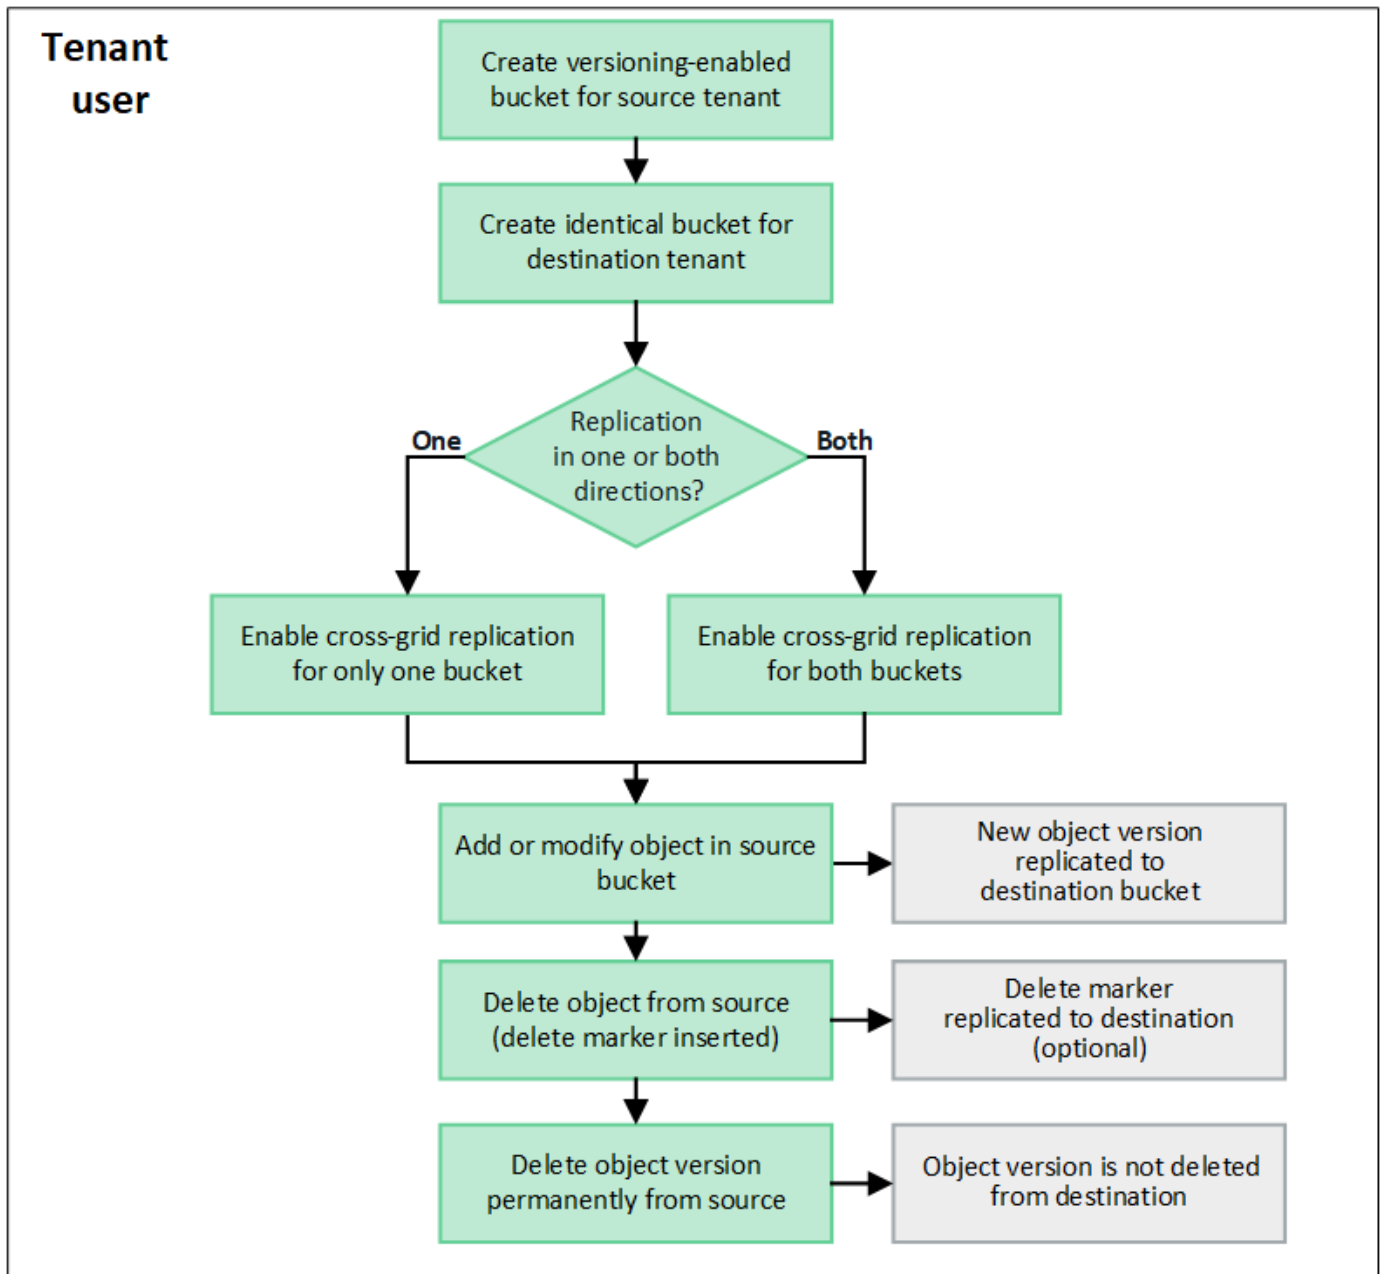 Tenant
user
Create versioning-enabled
bucket for source tenant
Create identical bucket for
destination tenant
Replication
in one or both
directions?
One
Both
Enable cross-grid replication
for only one bucket
Enable cross-grid replication
for both buckets
Add or modify object in source
bucket
New object version
replicated to
destination bucket
Delete object from source
(delete marker inserted)
Delete marker
replicated to destination
(optional)
Delete object version
permanently from source
Object version is not deleted
from destination